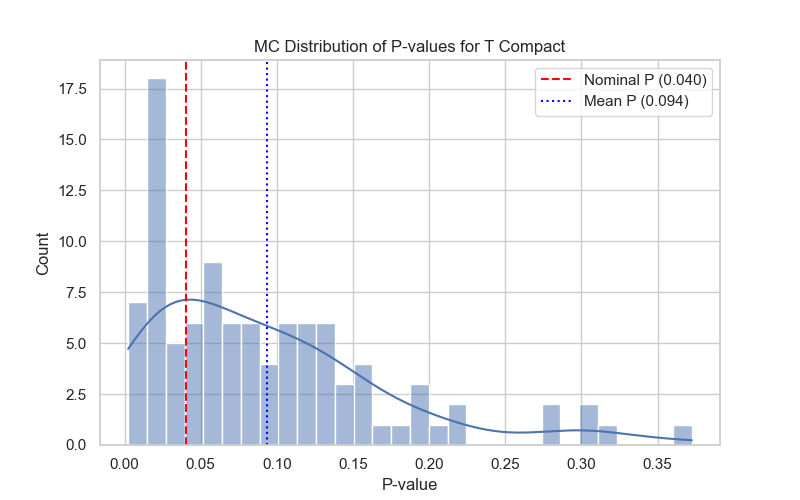 MC Distribution of P-values for T Compact
Nominal P (0.040)
Mean P (0.094)
Count
17.5
15.0
12.5
10.0
7.5
5.0
2.5
0.0
0.00 0.05 0.10 0.15 0.20 0.25 0.30 0.35
P-value